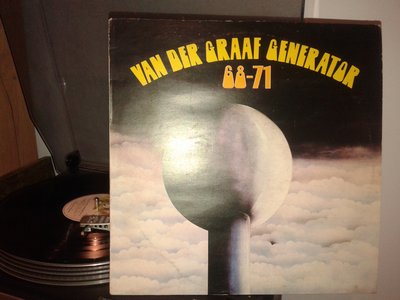 VAN DER GRAAF GENERATOR
68-71